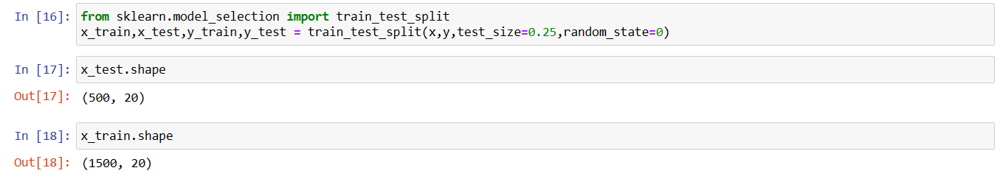 In [16]: from sklearn.model_selection import train_test_split
x_train,x_test,y_train,y_test = train_test_split(x,y,test_size=0.25,random_state=0)
In [17]: x_test.shape
Out[17]: (500, 20)
In [18]: x_train.shape
Out[18]: (1500, 20)